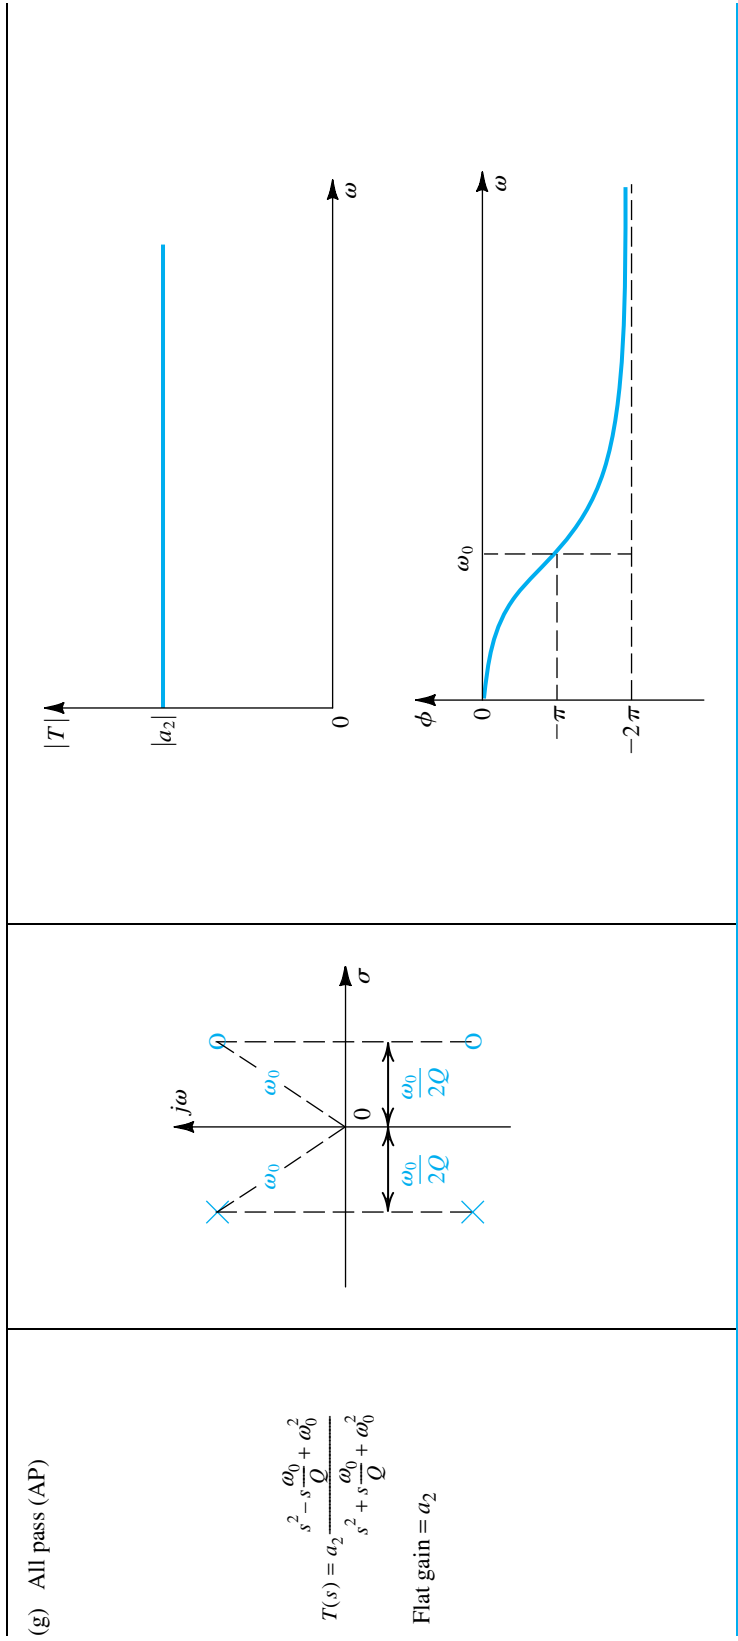 (g) All pass (AP)
T(s) = a₂ (s² − s ω₀/Q + ω₀²) / (s² + s ω₀/Q + ω₀²)
Flat gain = a₂
jω
ω₀
ω₀
0
σ
ω₀/2Q
ω₀/2Q
|T|
|a₂|
0
ω
ϕ
0
ω₀
ω
−π
−2π